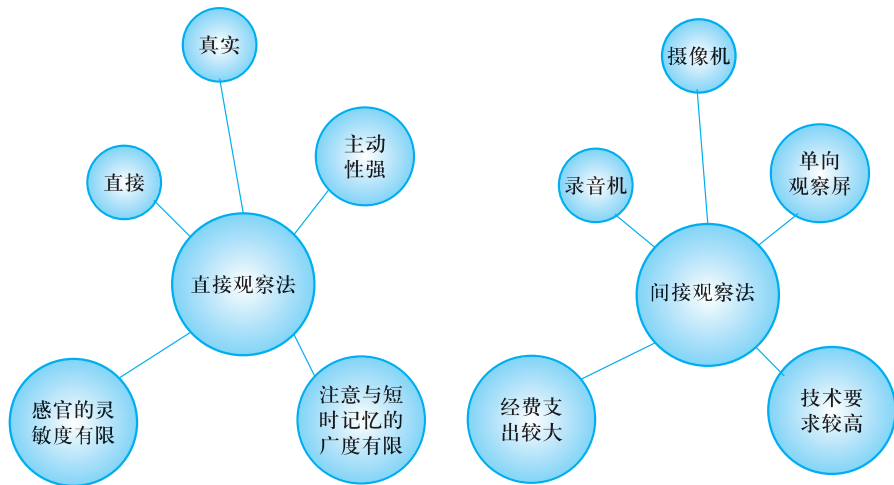 真实
主动
性强
直接
直接观察法
感官的灵
敏度有限
注意与短
时记忆的
广度有限
摄像机
单向
观察屏
录音机
间接观察法
经费支
出较大
技术要
求较高